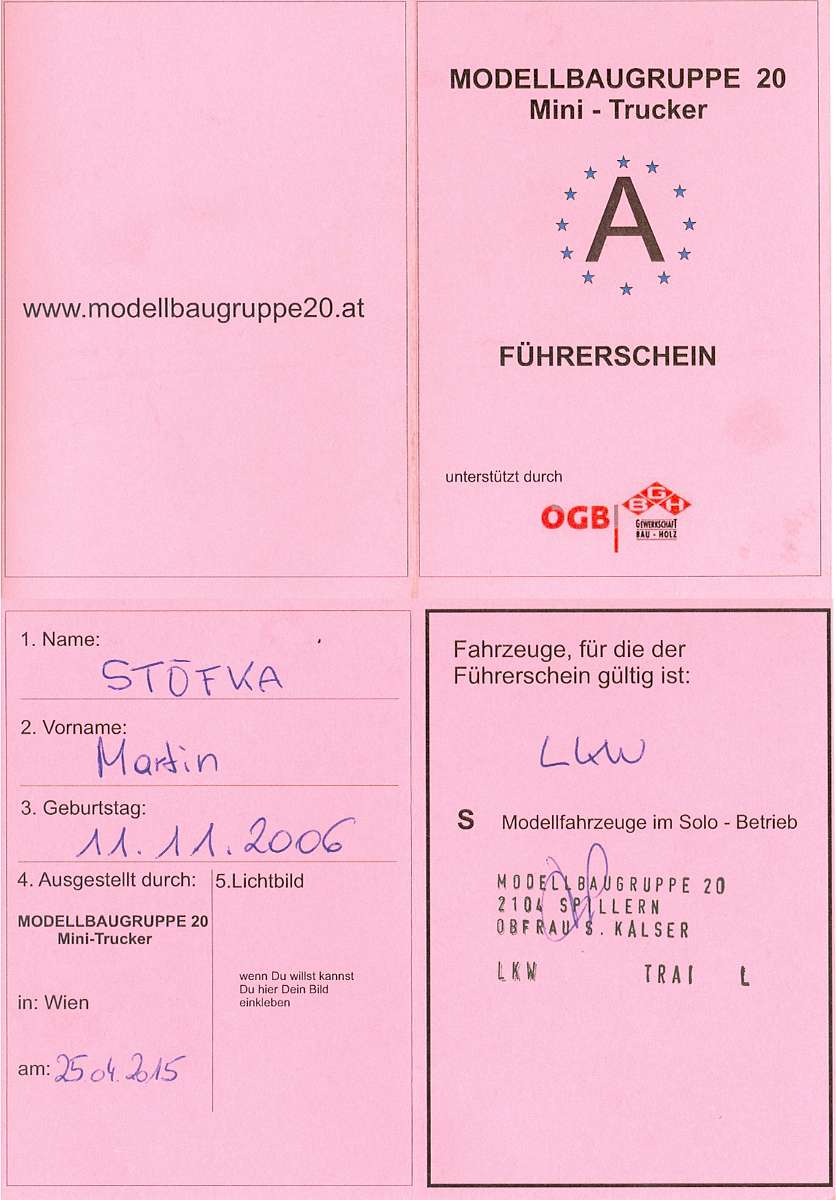 www.modellbaugruppe20.at
MODELLBAUGRUPPE 20
Mini - Trucker
A
FÜHRERSCHEIN
unterstützt durch
ÖGB
GBH
GEWERKSCHAFT
BAU - HOLZ
1. Name:
STÖFKA
2. Vorname:
Martin
3. Geburtstag:
11.11.2006
4. Ausgestellt durch:
MODELLBAUGRUPPE 20
Mini-Trucker
in: Wien
am: 25.04.2015
5.Lichtbild
wenn Du willst kannst
Du hier Dein Bild
einkleben
Fahrzeuge, für die der
Führerschein gültig ist:
LKW
S Modellfahrzeuge im Solo - Betrieb
MODELLBAUGRUPPE 20
2104 SPILLERN
OBFRAU S. KALSER
LKW TRAI L